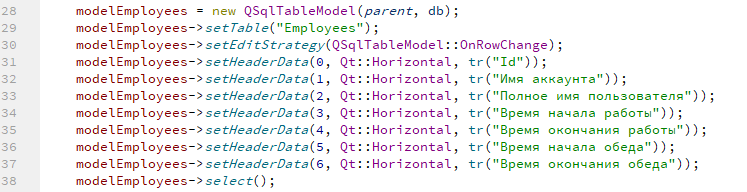 28 modelEmployees = new QSqlTableModel(parent, db);
29 modelEmployees->setTable("Employees");
30 modelEmployees->setEditStrategy(QSqlTableModel::OnRowChange);
31 modelEmployees->setHeaderData(0, Qt::Horizontal, tr("Id"));
32 modelEmployees->setHeaderData(1, Qt::Horizontal, tr("Имя аккаунта"));
33 modelEmployees->setHeaderData(2, Qt::Horizontal, tr("Полное имя пользователя"));
34 modelEmployees->setHeaderData(3, Qt::Horizontal, tr("Время начала работы"));
35 modelEmployees->setHeaderData(4, Qt::Horizontal, tr("Время окончания работы"));
36 modelEmployees->setHeaderData(5, Qt::Horizontal, tr("Время начала обеда"));
37 modelEmployees->setHeaderData(6, Qt::Horizontal, tr("Время окончания обеда"));
38 modelEmployees->select();